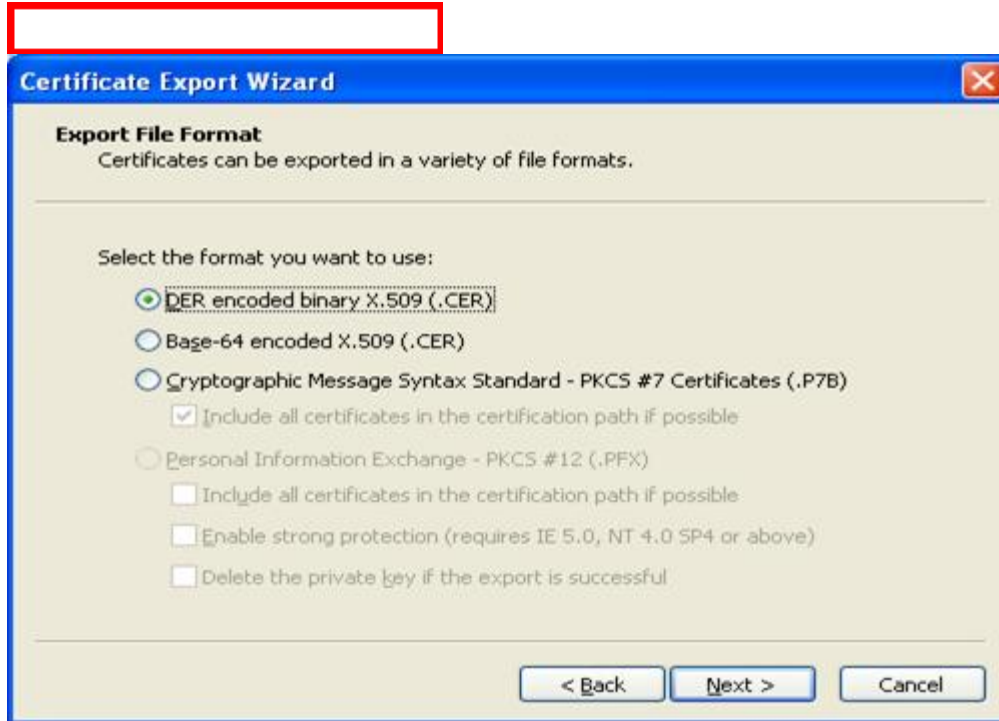 Certificate Export Wizard
Export File Format
Certificates can be exported in a variety of file formats.
Select the format you want to use:
DER encoded binary X.509 (.CER)
Base-64 encoded X.509 (.CER)
Cryptographic Message Syntax Standard - PKCS #7 Certificates (.P7B)
Include all certificates in the certification path if possible
Personal Information Exchange - PKCS #12 (.PFX)
Include all certificates in the certification path if possible
Enable strong protection (requires IE 5.0, NT 4.0 SP4 or above)
Delete the private key if the export is successful
< Back Next > Cancel